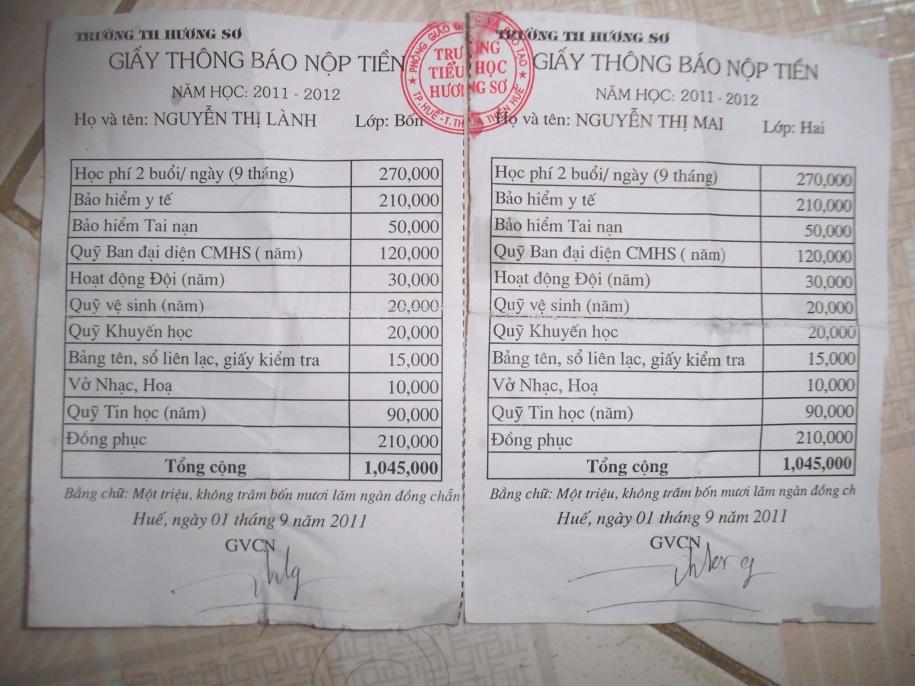 TRƯỜNG TH HƯƠNG SƠ
GIẤY THÔNG BÁO NỘP TIỀN
NĂM HỌC: 2011 - 2012
Họ và tên: NGUYỄN THỊ LÀNH Lớp: Bốn
Học phí 2 buổi/ ngày (9 tháng) 270,000
Bảo hiểm y tế 210,000
Bảo hiểm Tai nạn 50,000
Quỹ Ban đại diện CMHS ( năm) 120,000
Hoạt động Đội (năm) 30,000
Quỹ vệ sinh (năm) 20,000
Quỹ Khuyến học 20,000
Bảng tên, sổ liên lạc, giấy kiểm tra 15,000
Vở Nhạc, Hoạ 10,000
Quỹ Tin học (năm) 90,000
Đồng phục 210,000
Tổng cộng 1,045,000
Bằng chữ: Một triệu, không trăm bốn mươi lăm ngàn đồng chẵn
Huế, ngày 01 tháng 9 năm 2011
GVCN
TRƯỜNG
TIỂU HỌC
HƯƠNG SƠ
TP.HUẾ - T. THỪA THIÊN HUẾ
TRƯỜNG TH HƯƠNG SƠ
GIẤY THÔNG BÁO NỘP TIỀN
NĂM HỌC: 2011 - 2012
Họ và tên: NGUYỄN THỊ MAI Lớp: Hai
Học phí 2 buổi/ ngày (9 tháng) 270,000
Bảo hiểm y tế 210,000
Bảo hiểm Tai nạn 50,000
Quỹ Ban đại diện CMHS ( năm) 120,000
Hoạt động Đội (năm) 30,000
Quỹ vệ sinh (năm) 20,000
Quỹ Khuyến học 20,000
Bảng tên, sổ liên lạc, giấy kiểm tra 15,000
Vở Nhạc, Hoạ 10,000
Quỹ Tin học (năm) 90,000
Đồng phục 210,000
Tổng cộng 1,045,000
Bằng chữ: Một triệu, không trăm bốn mươi lăm ngàn đồng ch
Huế, ngày 01 tháng 9 năm 2011
GVCN